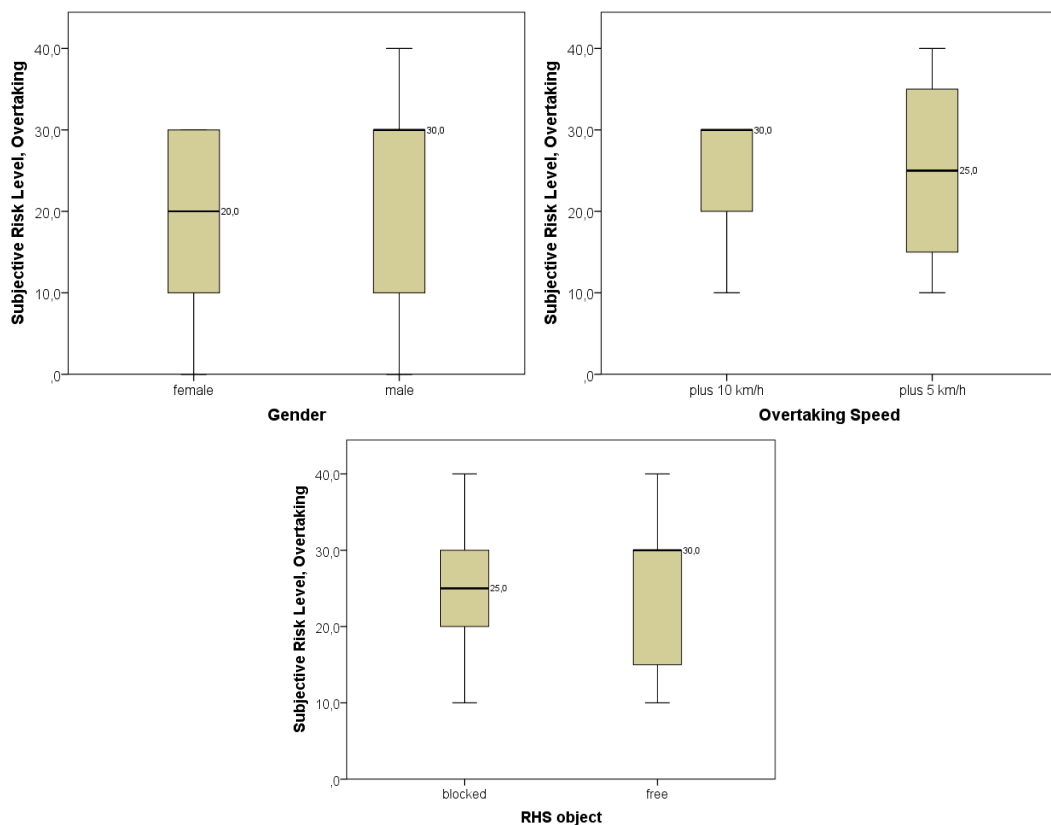 Subjective Risk Level, Overtaking
40,0
30,0
20,0
10,0
,0
20,0
30,0
female
male
Gender
Subjective Risk Level, Overtaking
40,0
30,0
20,0
10,0
,0
30,0
25,0
plus 10 km/h
plus 5 km/h
Overtaking Speed
Subjective Risk Level, Overtaking
40,0
30,0
20,0
10,0
,0
25,0
30,0
blocked
free
RHS object